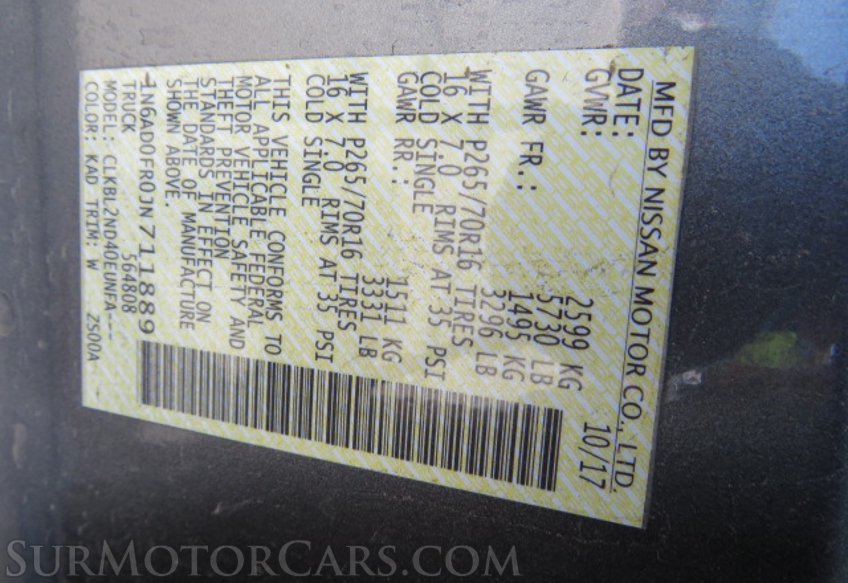 MFD BY NISSAN MOTOR CO., LTD.
DATE: 10/17
GVWR: 2599 KG
5730 LB
GAWR FR.: 1495 KG
3296 LB
WITH P265/70R16 TIRES
16 X 7.0 RIMS AT 35 PSI
COLD SINGLE
GAWR RR.: 1511 KG
3331 LB
WITH P265/70R16 TIRES
16 X 7.0 RIMS AT 35 PSI
COLD SINGLE
THIS VEHICLE CONFORMS TO
ALL APPLICABLE FEDERAL
MOTOR VEHICLE SAFETY AND
THEFT PREVENTION
STANDARDS IN EFFECT ON
THE DATE OF MANUFACTURE
SHOWN ABOVE.
1N6AD0FR0JN711889
TRUCK 564808
MODEL: CLKBL2ND40EUNFA---
COLOR: KAD TRIM: W ZS00A
SURMOTORCARS.COM